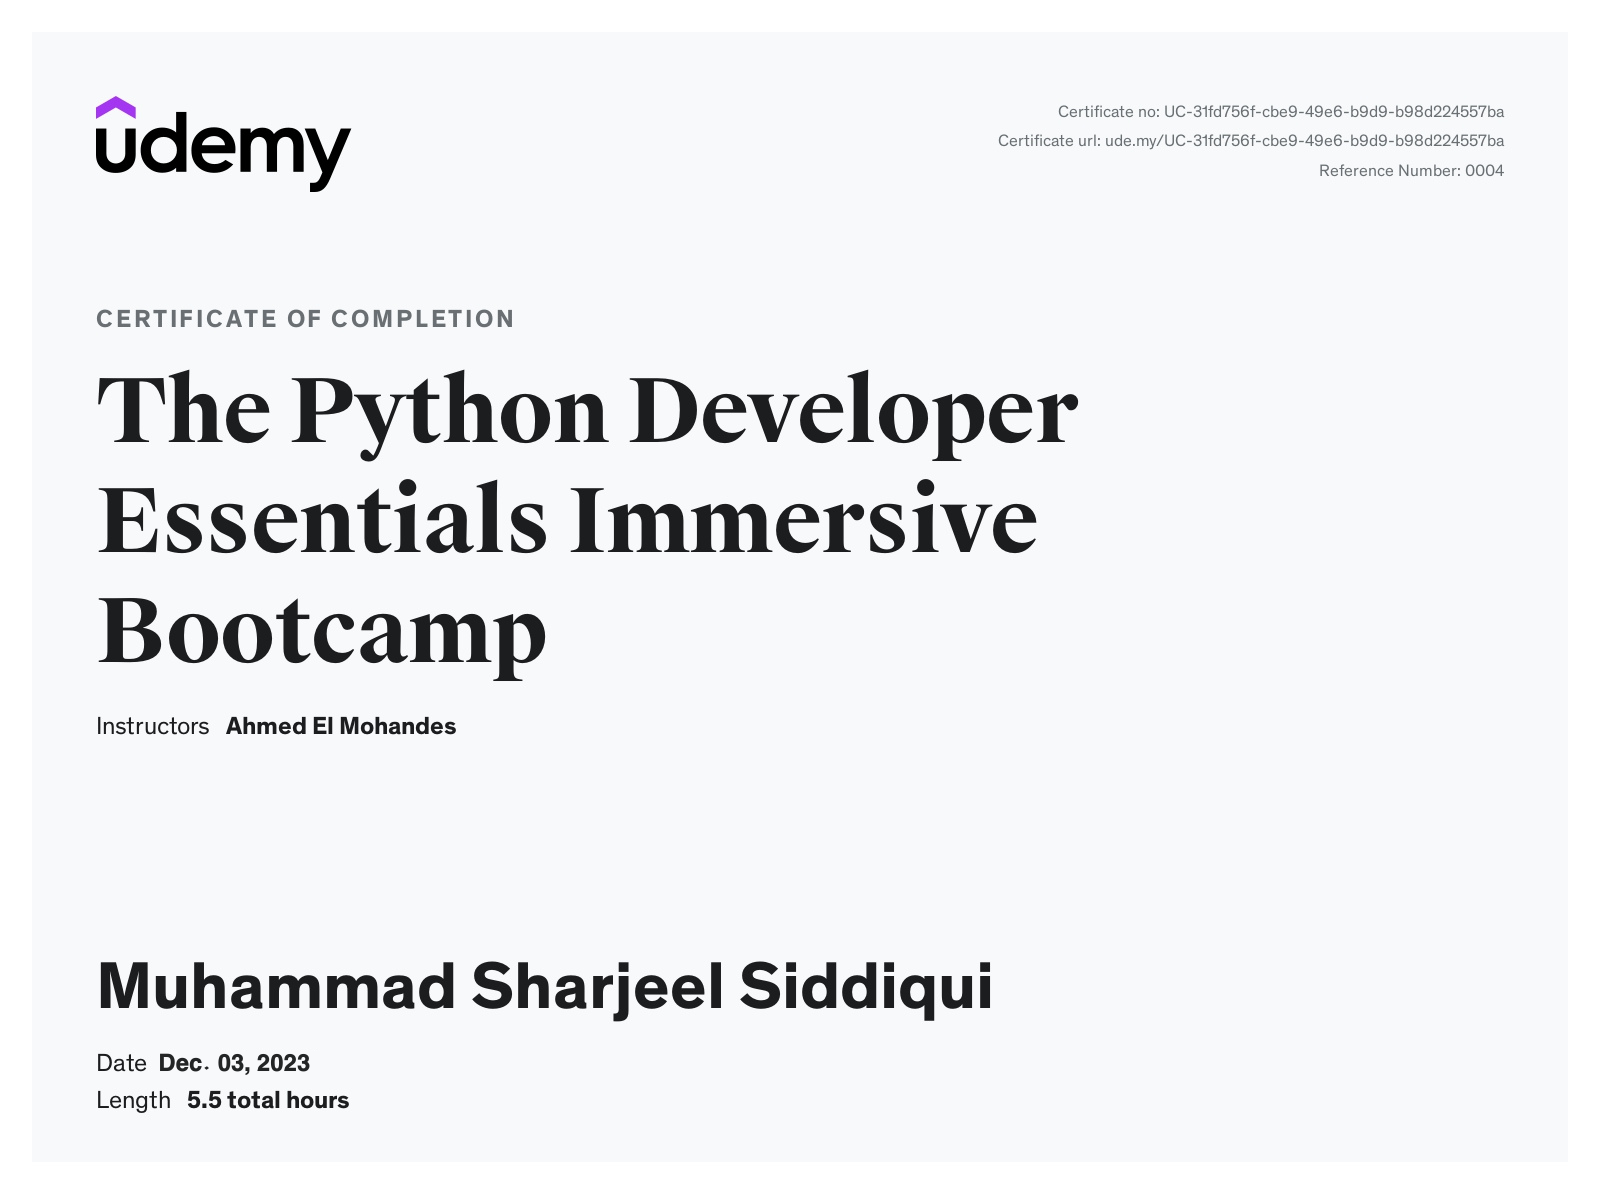 udemy
Certificate no: UC-31fd756f-cbe9-49e6-b9d9-b98d224557ba
Certificate url: ude.my/UC-31fd756f-cbe9-49e6-b9d9-b98d224557ba
Reference Number: 0004
CERTIFICATE OF COMPLETION
The Python Developer
Essentials Immersive
Bootcamp
Instructors Ahmed El Mohandes
Muhammad Sharjeel Siddiqui
Date Dec. 03, 2023
Length 5.5 total hours